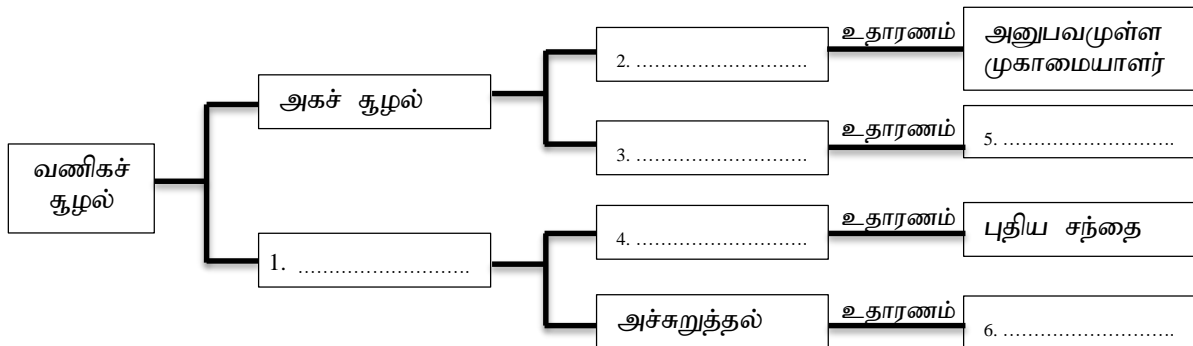 உதாரணம்
அனுபவமுள்ள
முகாமையாளர்
2. ………………………….
அகச் சூழல்
உதாரணம்
3. ………………………….
5. ………………………….
வணிகச்
சூழல்
உதாரணம்
4. ………………………….
புதிய சந்தை
1. ………………………….
உதாரணம்
அச்சுறுத்தல்
6. ………………………….